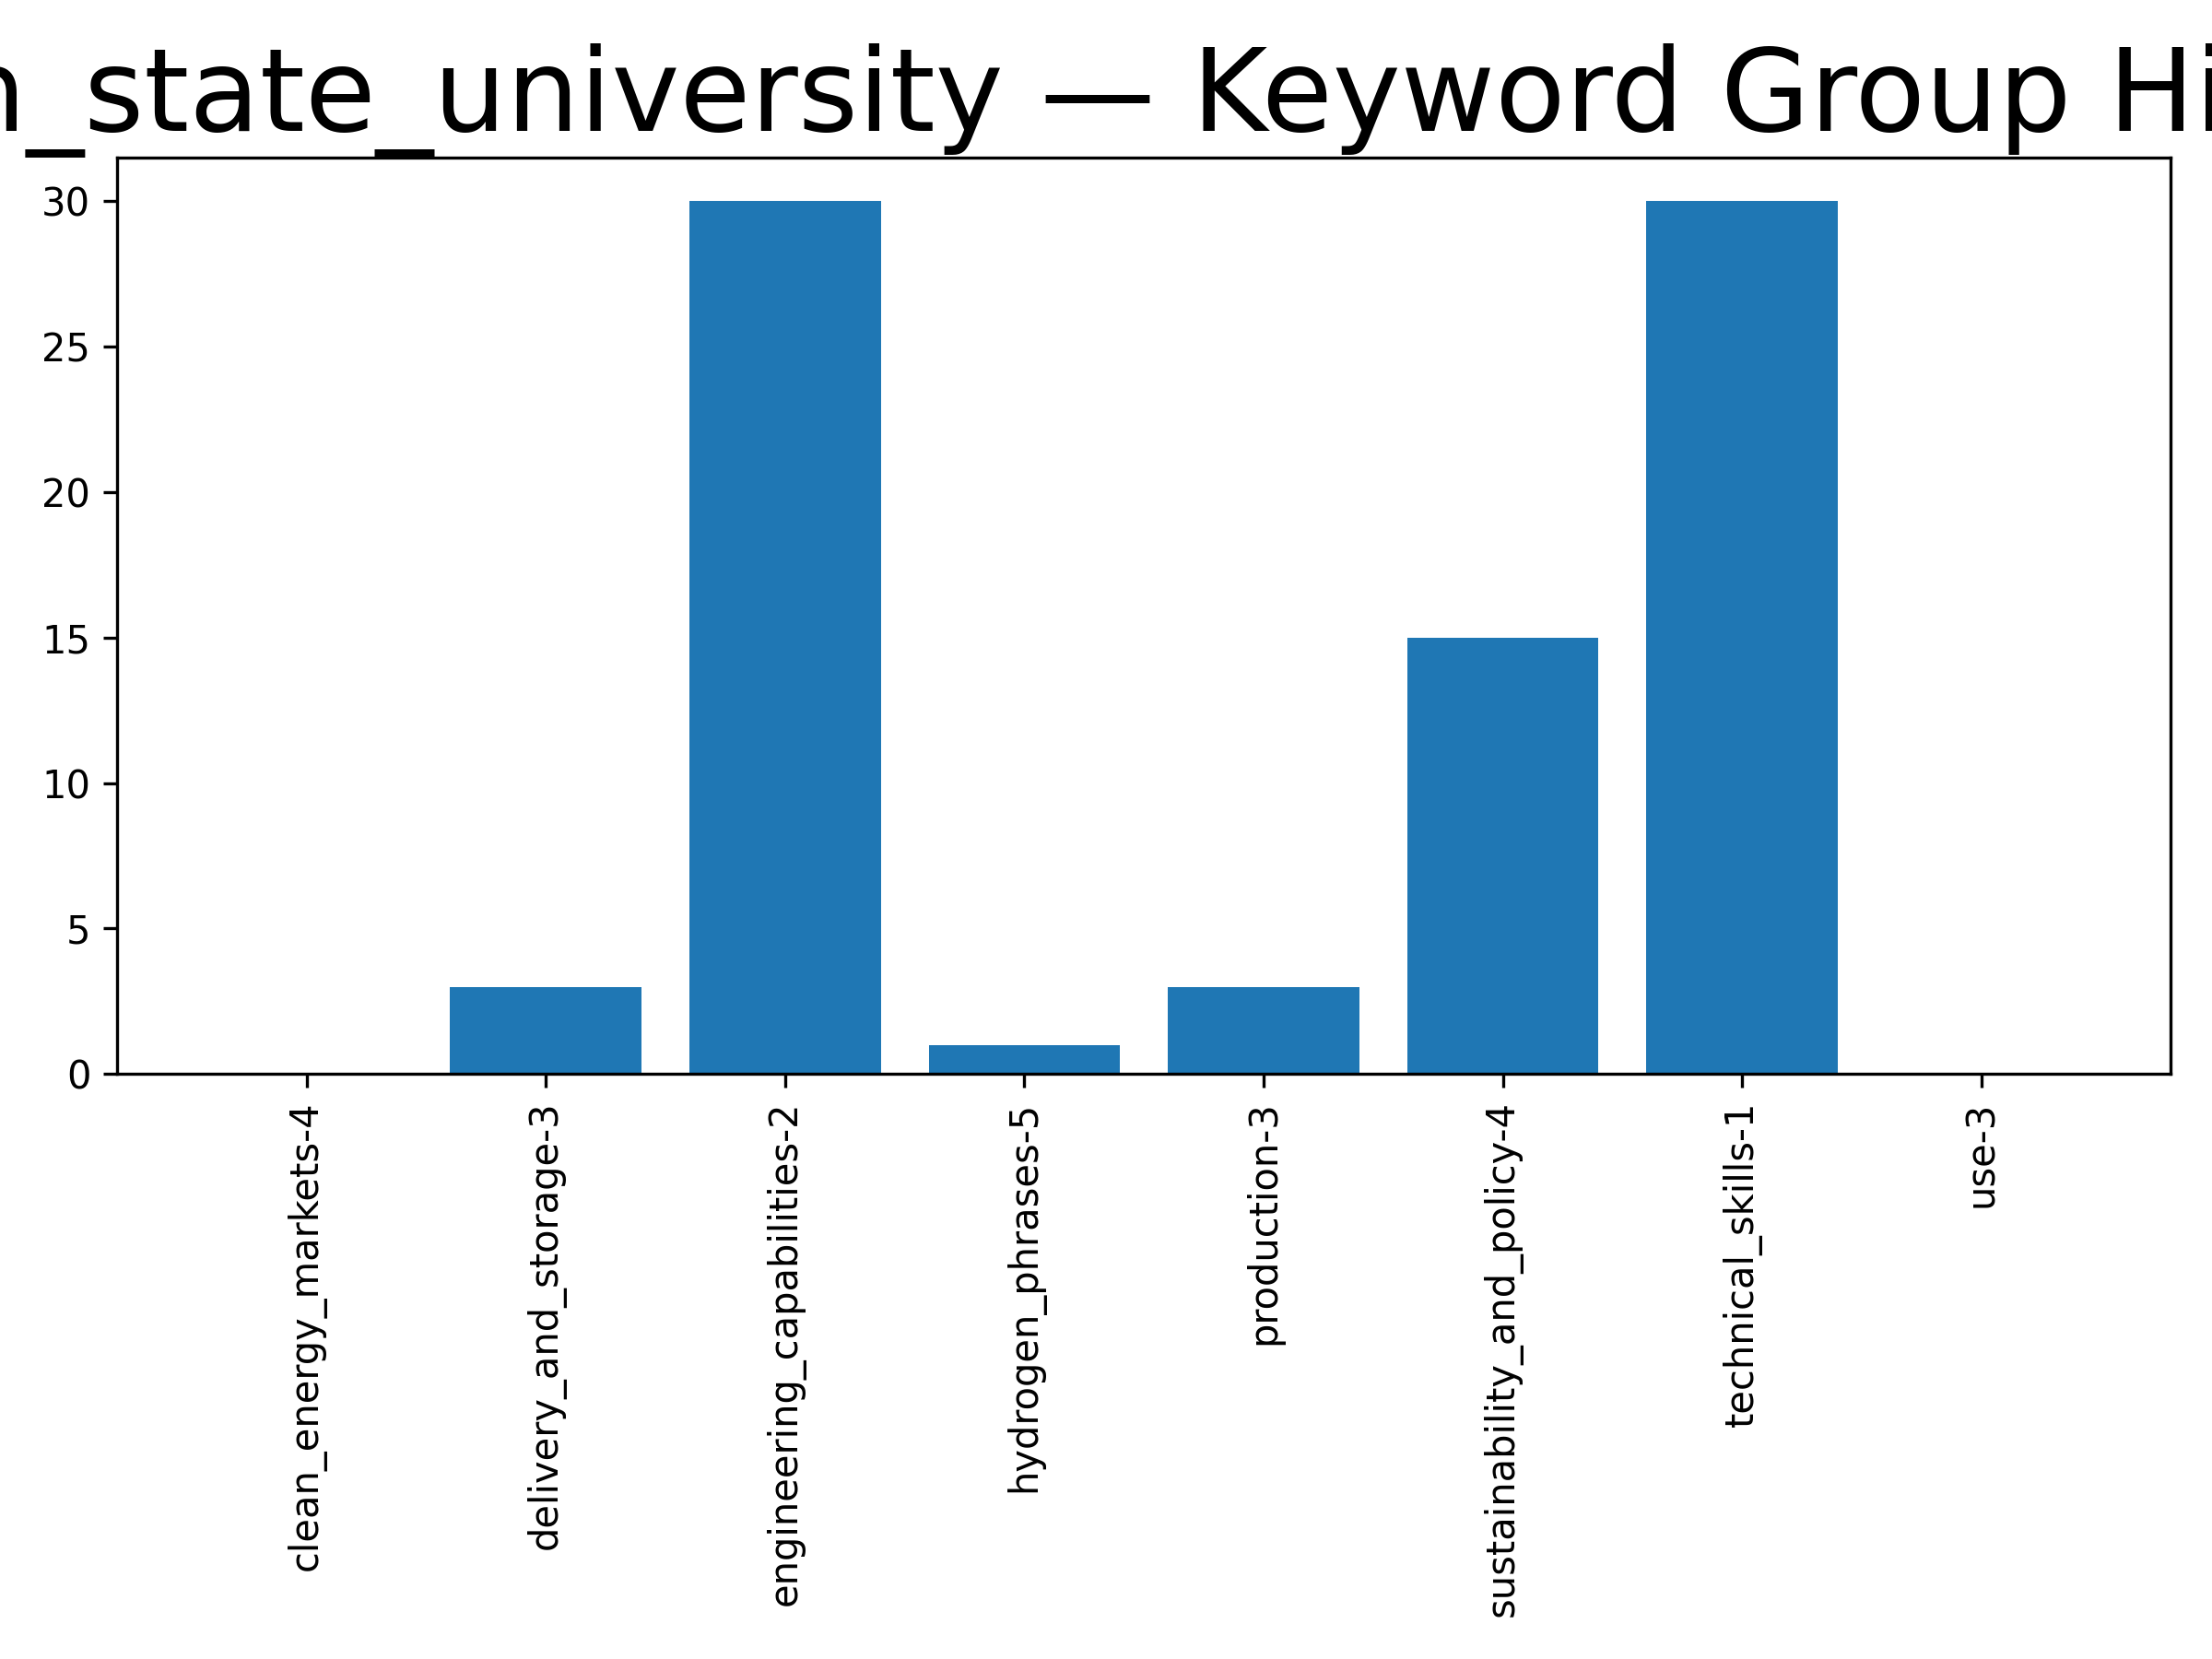 n_state_university — Keyword Group Hi
30
25
20
15
10
5
0
clean_energy_markets-4
delivery_and_storage-3
engineering_capabilities-2
hydrogen_phrases-5
production-3
sustainability_and_policy-4
technical_skills-1
use-3